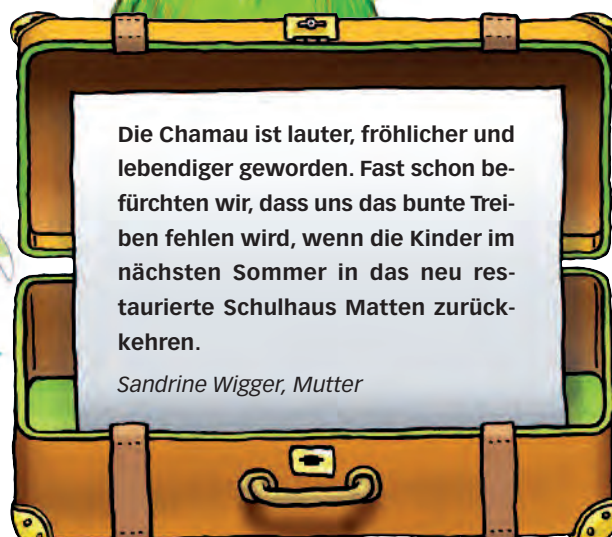 Die Chamau ist lauter, fröhlicher und
lebendiger geworden. Fast schon be-
fürchten wir, dass uns das bunte Trei-
ben fehlen wird, wenn die Kinder im
nächsten Sommer in das neu res-
taurierte Schulhaus Matten zurück-
kehren.
Sandrine Wigger, Mutter